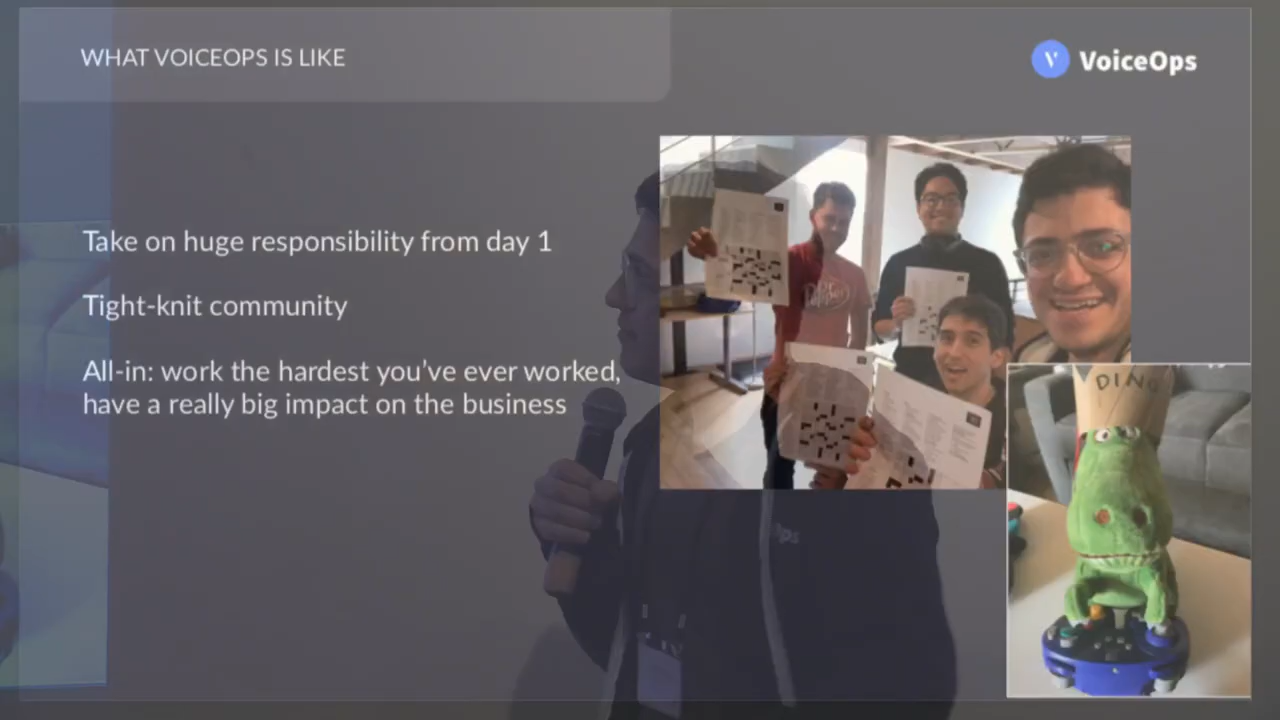 WHAT VOICEOPS IS LIKE
V VoiceOps
Take on huge responsibility from day 1
Tight-knit community
All-in: work the hardest you've ever worked,
have a really big impact on the business
DINO
Ops